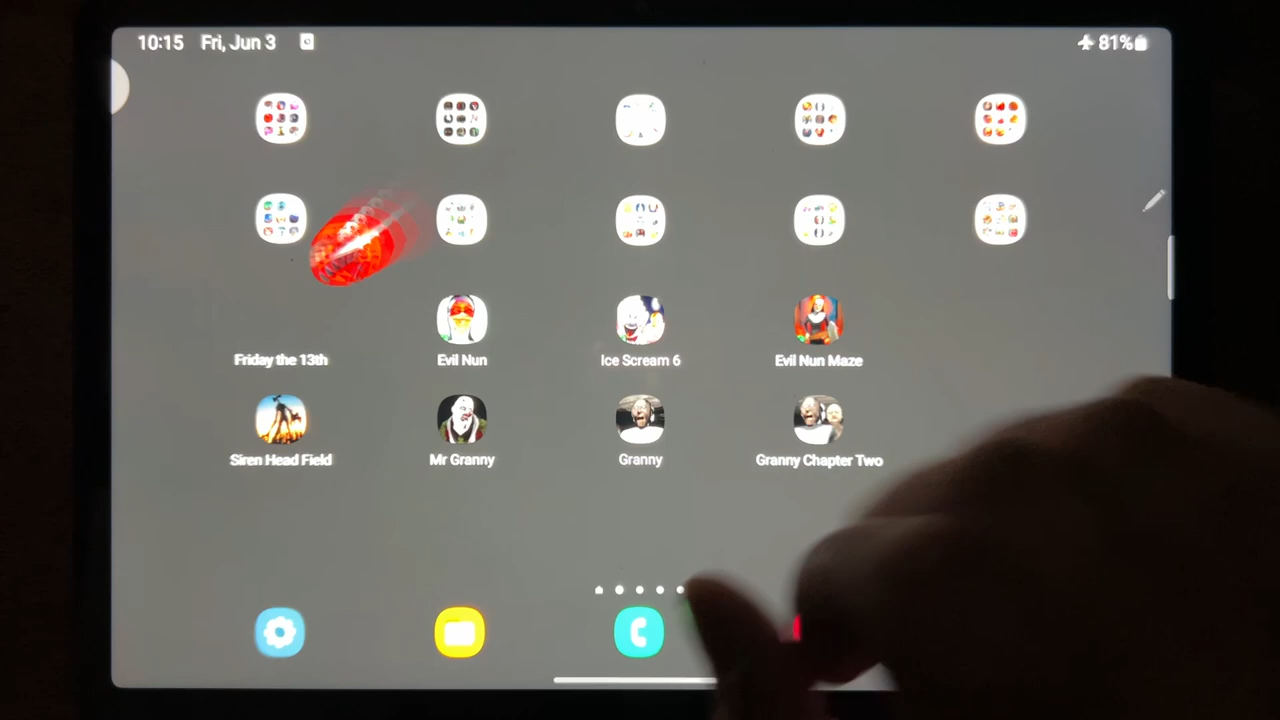 10:15 Fri, Jun 3 81%
Friday the 13th Evil Nun Ice Scream 6 Evil Nun Maze
Siren Head Field Mr Granny Granny Granny Chapter Two